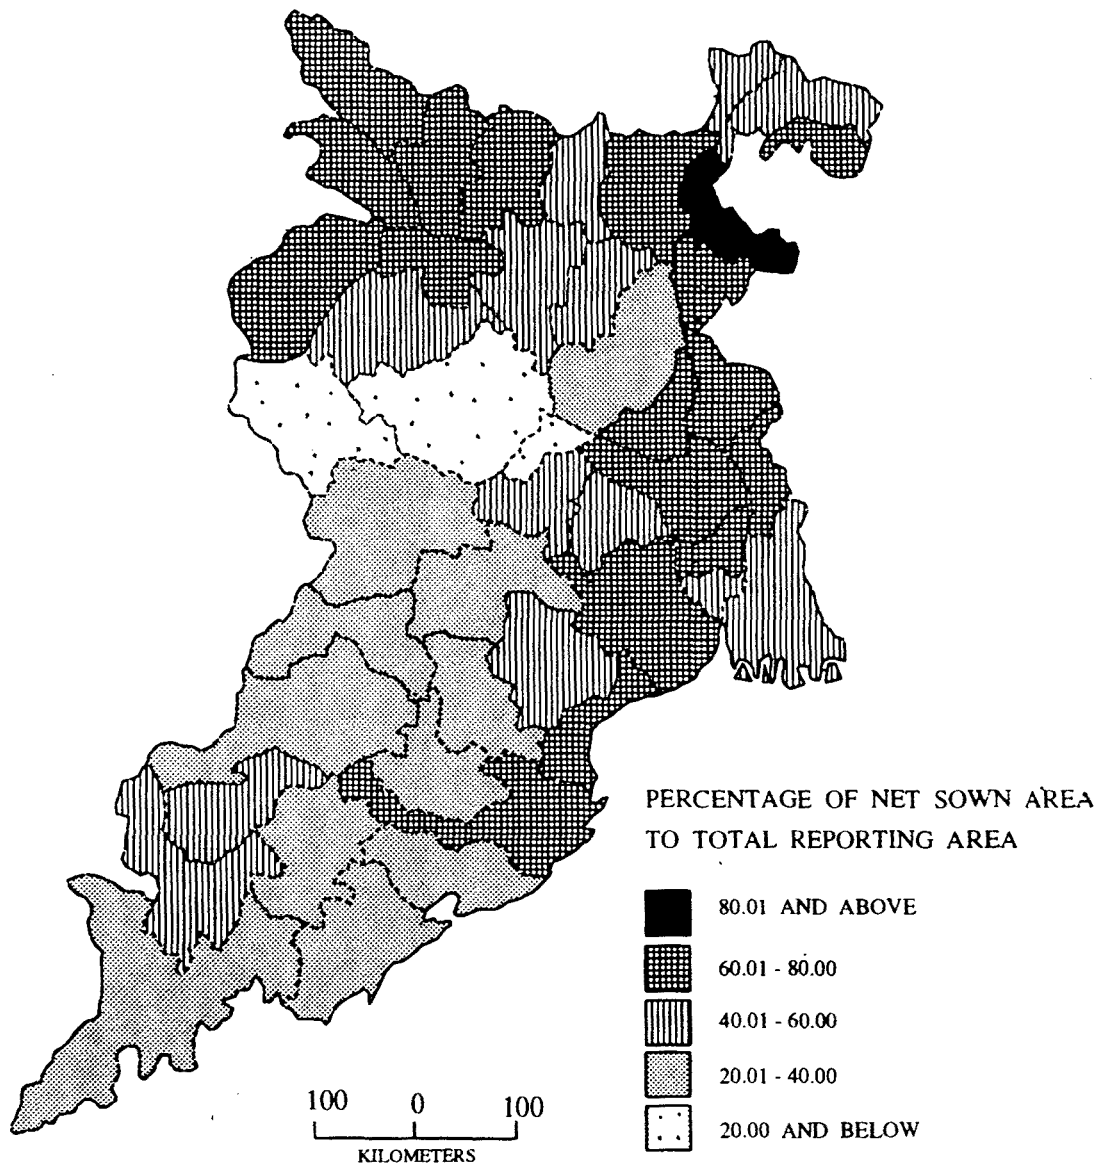 PERCENTAGE OF NET SOWN AREA
TO TOTAL REPORTING AREA
80.01 AND ABOVE
60.01 - 80.00
40.01 - 60.00
20.01 - 40.00
20.00 AND BELOW
100 0 100
KILOMETERS